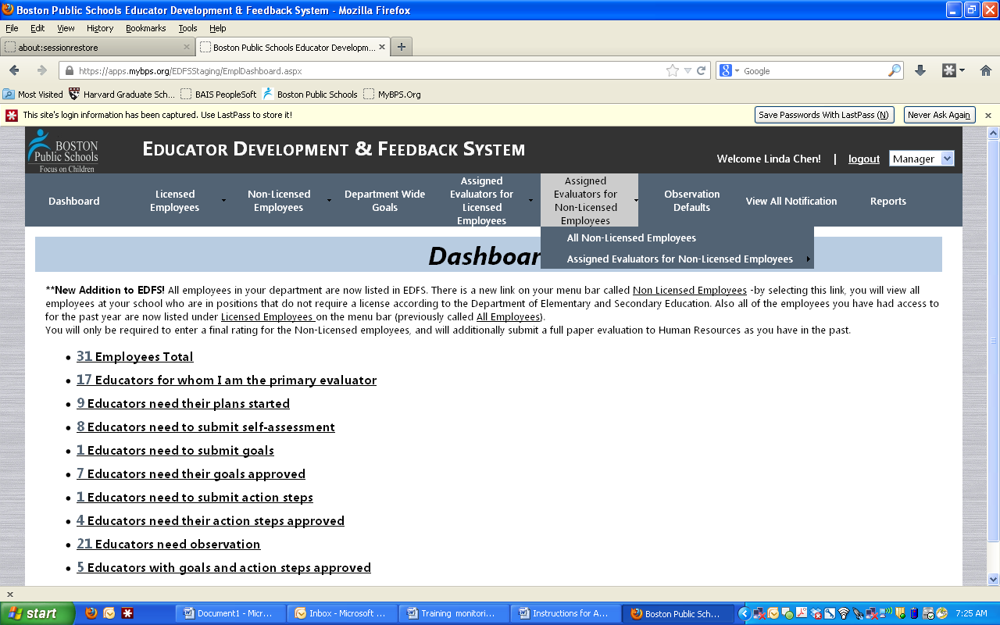 Boston Public Schools Educator Development & Feedback System - Mozilla Firefox
File Edit View History Bookmarks Tools Help
about:sessionrestore
Boston Public Schools Educator Developm...
https://apps.mybps.org/EDFSStaging/EmplDashboard.aspx
Google
Most Visited Harvard Graduate Sch... BAIS PeopleSoft Boston Public Schools MyBPS.Org
This site's login information has been captured. Use LastPass to store it!
Save Passwords With LastPass (N)
Never Ask Again
BOSTON
Public Schools
Focus on Children
EDUCATOR DEVELOPMENT & FEEDBACK SYSTEM
Welcome Linda Chen! | logout Manager
Dashboard
Licensed
Employees
Non-Licensed
Employees
Department Wide
Goals
Assigned
Evaluators for
Licensed
Employees
Assigned
Evaluators for
Non-Licensed
Employees
Observation
Defaults
View All Notification
Reports
All Non-Licensed Employees
Assigned Evaluators for Non-Licensed Employees
Dashboar
**New Addition to EDFS! All employees in your department are now listed in EDFS. There is a new link on your menu bar called Non Licensed Employees -by selecting this link, you will view all
employees at your school who are in positions that do not require a license according to the Department of Elementary and Secondary Education. Also all of the employees you have had access to
for the past year are now listed under Licensed Employees on the menu bar (previously called All Employees).
You will only be required to enter a final rating for the Non-Licensed employees, and will additionally submit a full paper evaluation to Human Resources as you have in the past.
• 31 Employees Total
• 17 Educators for whom I am the primary evaluator
• 9 Educators need their plans started
• 8 Educators need to submit self-assessment
• 1 Educators need to submit goals
• 7 Educators need their goals approved
• 1 Educators need to submit action steps
• 4 Educators need their action steps approved
• 21 Educators need observation
• 5 Educators with goals and action steps approved
start
Document1 - Micr...
Inbox - Microsoft ...
Training monitori...
Instructions for A...
Boston Public Sch...
7:25 AM